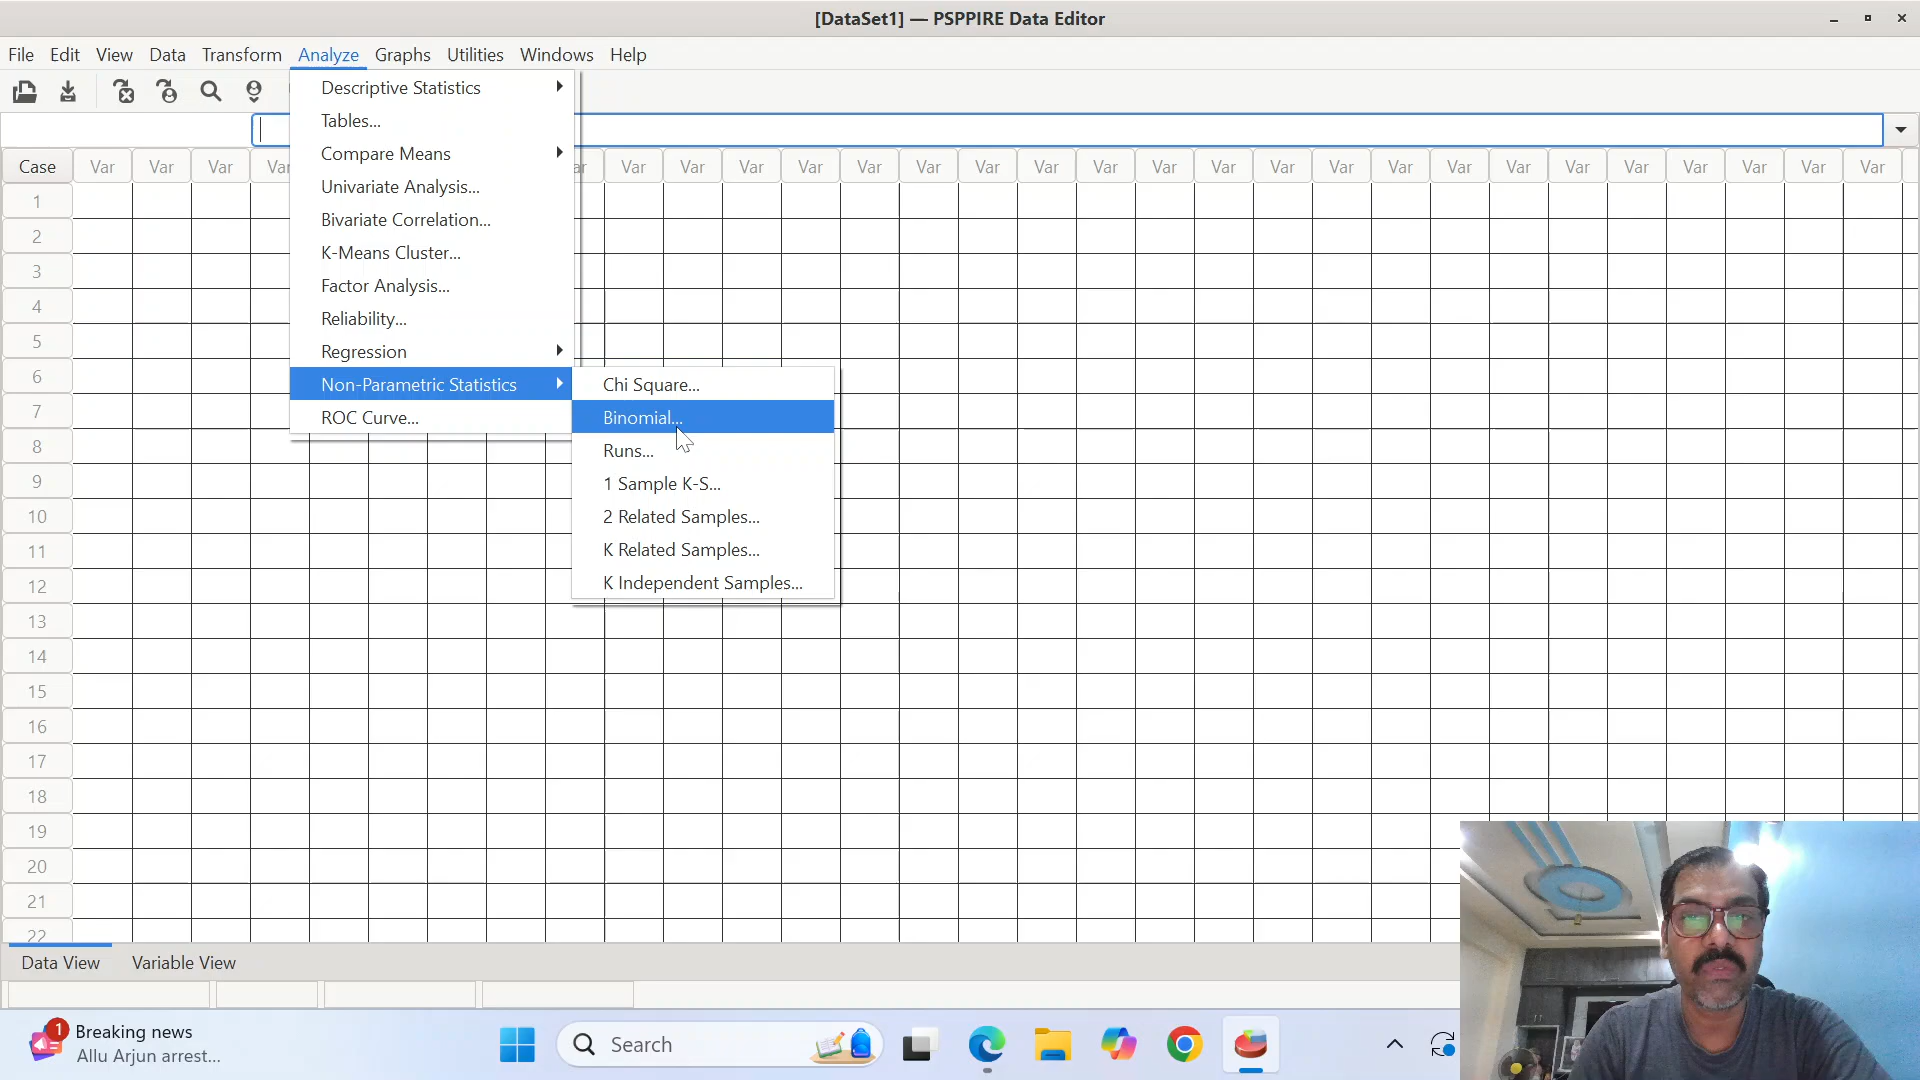 [DataSet1] — PSPPIRE Data Editor
File Edit View Data Transform Analyze Graphs Utilities Windows Help
Descriptive Statistics
Tables...
Compare Means
Univariate Analysis...
Bivariate Correlation...
K-Means Cluster...
Factor Analysis...
Reliability...
Regression
Non-Parametric Statistics
ROC Curve...
Chi Square...
Binomial...
Runs...
1 Sample K-S...
2 Related Samples...
K Related Samples...
K Independent Samples...
Case Var Var Var Var Var Var Var Var Var Var Var Var Var Var Var Var Var Var Var Var Var Var Var Var Var Var
1
2
3
4
5
6
7
8
9
10
11
12
13
14
15
16
17
18
19
20
21
22
Data View Variable View
1
Breaking news
Allu Arjun arrest...
Search